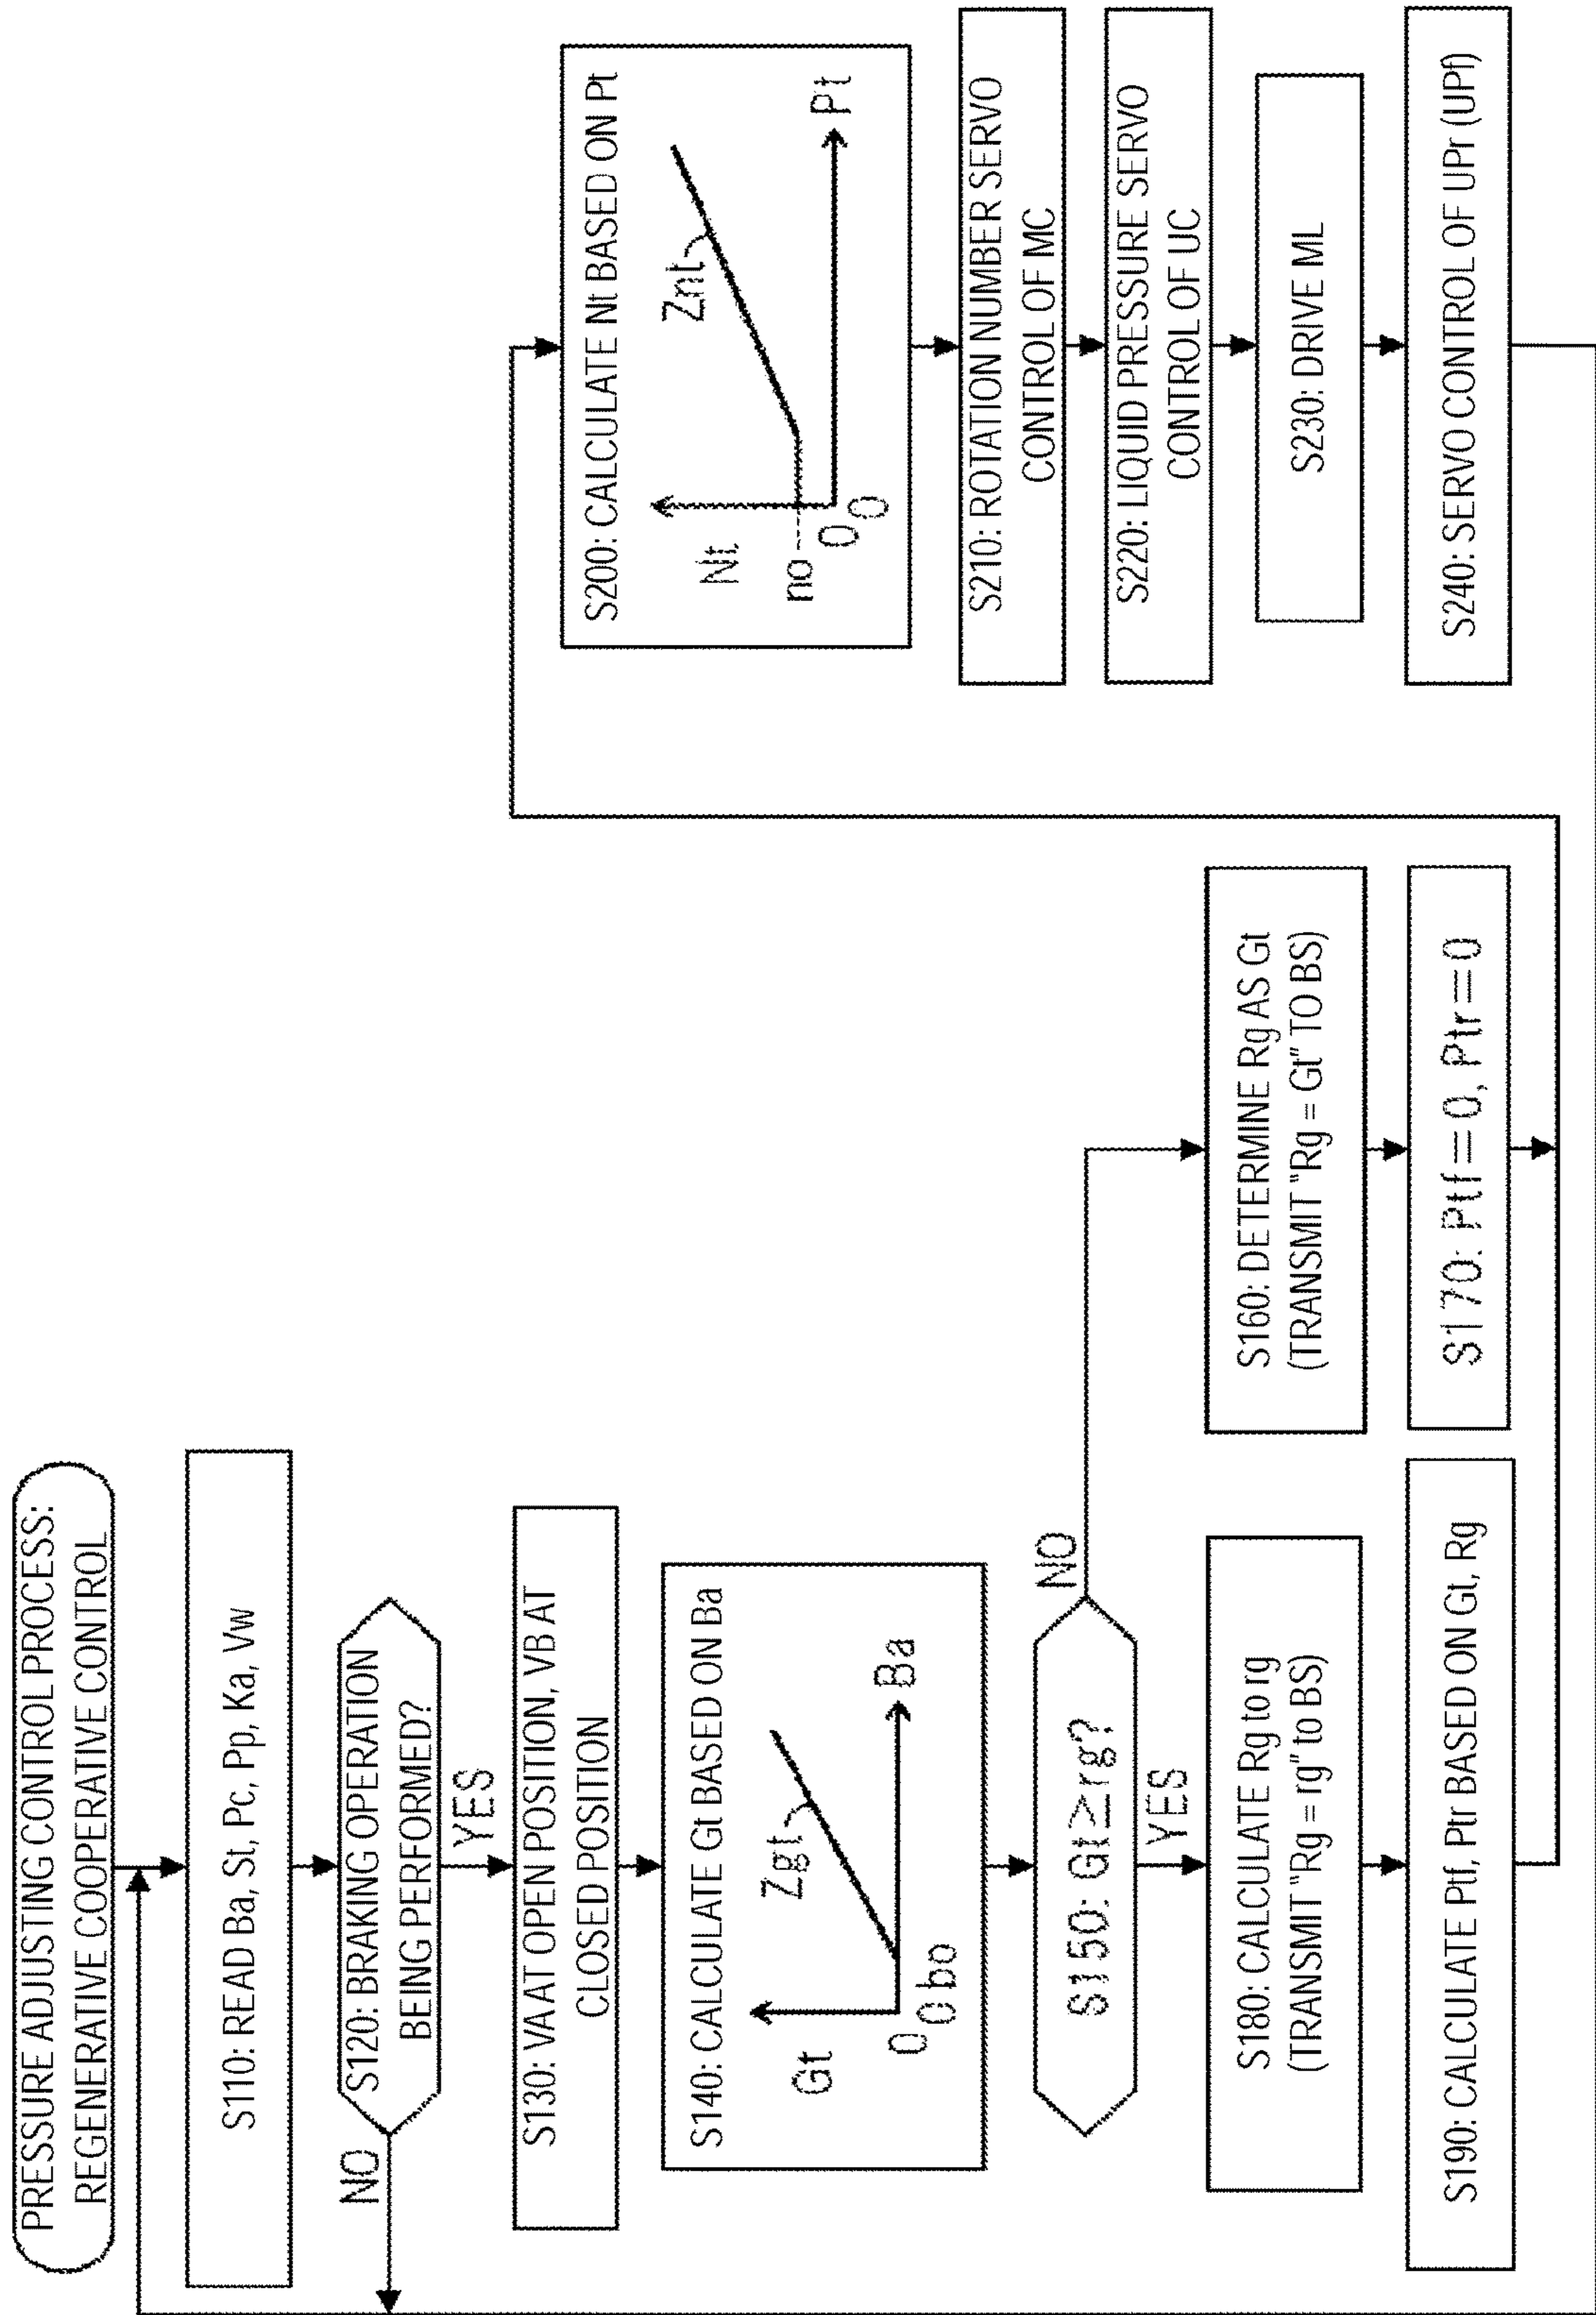 PRESSURE ADJUSTING CONTROL PROCESS:
REGENERATIVE COOPERATIVE CONTROL
S110: READ Ba, St, Pc, Pp, Ka, Vw
S120: BRAKING OPERATION
BEING PERFORMED?
NO
YES
S130: VAAT OPEN POSITION, VB AT
CLOSED POSITION
S140: CALCULATE Gt BASED ON Ba
Gt
Zgt
Ba
0
0 bo
S150: Gt≥rg?
NO
YES
S160: DETERMINE Rg AS Gt
(TRANSMIT "Rg = Gt" TO BS)
S170: Ptf=0, Ptr=0
S180: CALCULATE Rg to rg
(TRANSMIT "Rg = rg" to BS)
S190: CALCULATE Ptf, Ptr BASED ON Gt, Rg
S200: CALCULATE Nt BASED ON Pt
Nt
Znt
no
Pt
0
0
S210: ROTATION NUMBER SERVO
CONTROL OF MC
S220: LIQUID PRESSURE SERVO
CONTROL OF UC
S230: DRIVE ML
S240: SERVO CONTROL OF UPr (UPf)